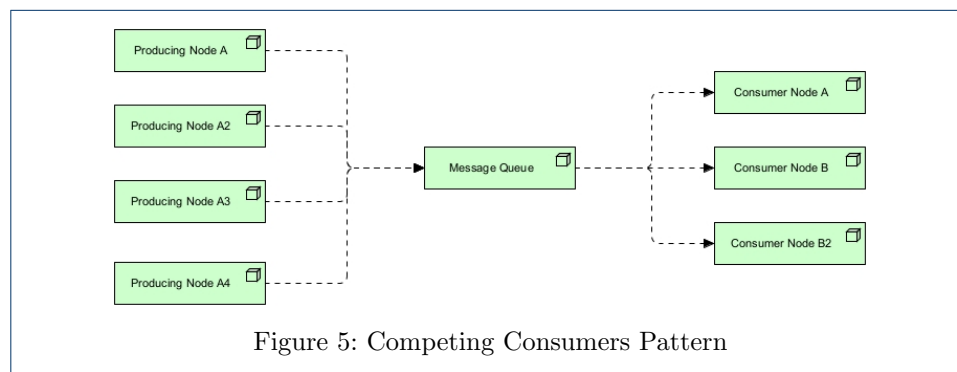 Producing Node A
Producing Node A2
Producing Node A3
Producing Node A4
Message Queue
Consumer Node A
Consumer Node B
Consumer Node B2
Figure 5: Competing Consumers Pattern